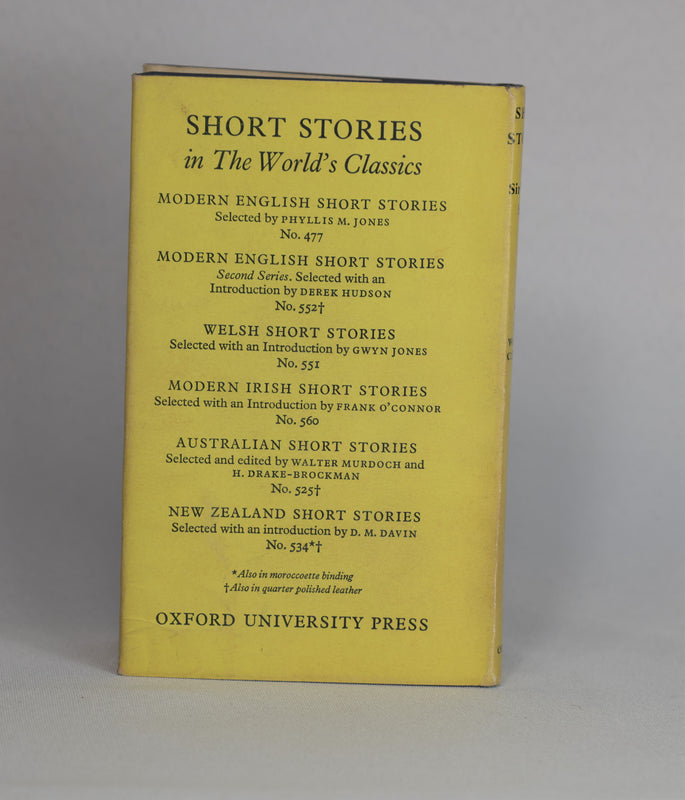 SHORT STORIES
in The World's Classics
MODERN ENGLISH SHORT STORIES
Selected by PHYLLIS M. JONES
No. 477
MODERN ENGLISH SHORT STORIES
Second Series. Selected with an
Introduction by DEREK HUDSON
No. 552†
WELSH SHORT STORIES
Selected with an Introduction by GWYN JONES
No. 551
MODERN IRISH SHORT STORIES
Selected with an Introduction by FRANK O'CONNOR
No. 560
AUSTRALIAN SHORT STORIES
Selected and edited by WALTER MURDOCH and
H. DRAKE-BROCKMAN
No. 525†
NEW ZEALAND SHORT STORIES
Selected with an introduction by D. M. DAVIN
No. 534*†
*Also in moroccoette binding
†Also in quarter polished leather
OXFORD UNIVERSITY PRESS